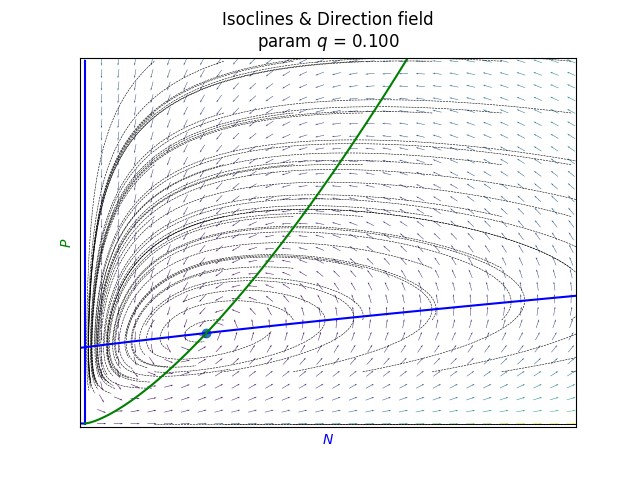 Isoclines & Direction field
param q = 0.100
P
N